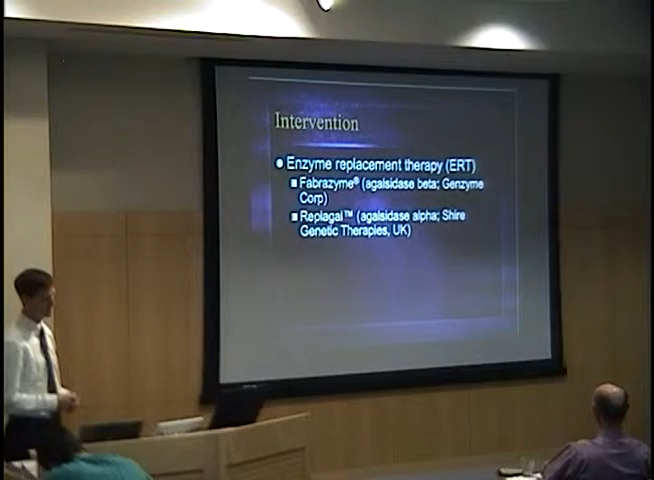 Intervention
Enzyme replacement therapy (ERT)
Fabrazyme® (agalsidase beta; Genzyme
Corp)
Replagal™ (agalsidase alpha; Shire
Genetic Therapies, UK)